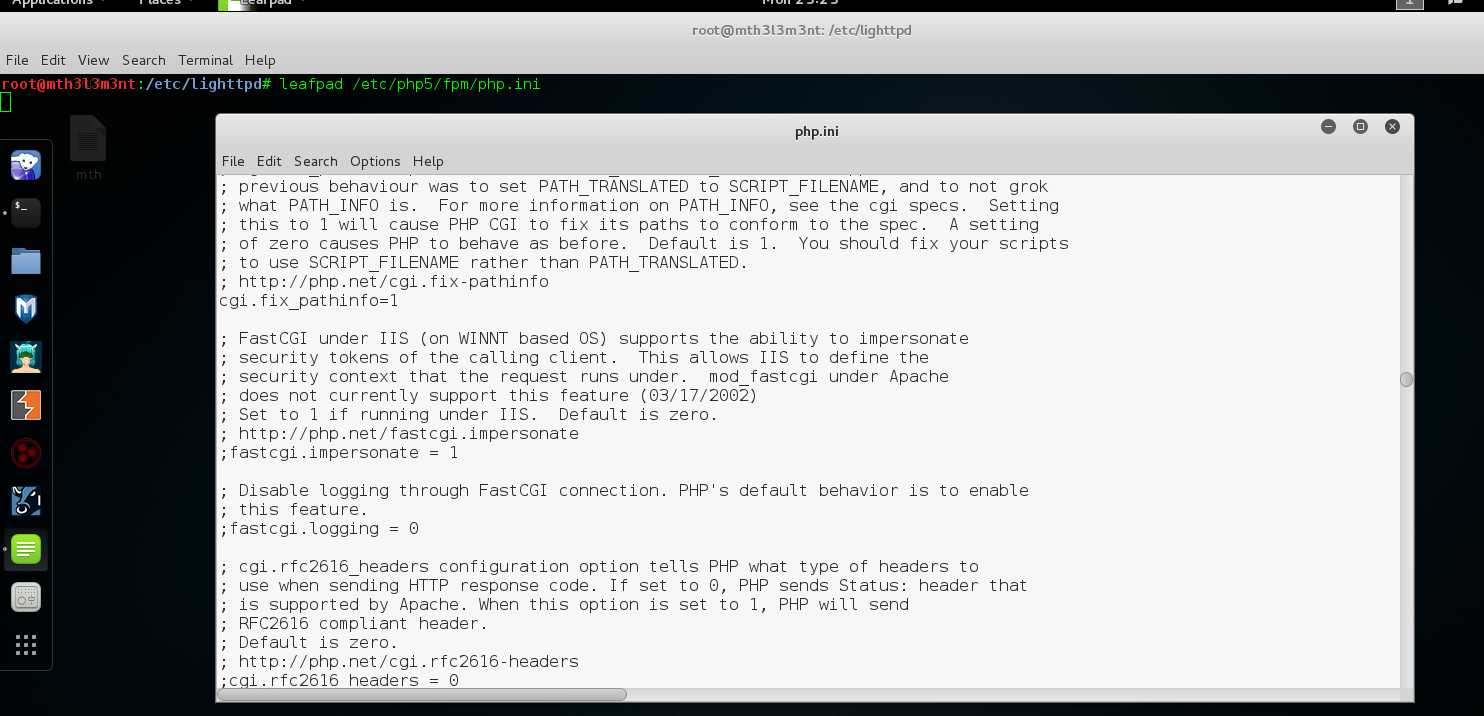 Applications
Places
Leafpad
Mon 23:23
1
root@mth3l3m3nt: /etc/lighttpd
File Edit View Search Terminal Help
root@mth3l3m3nt:/etc/lighttpd# leafpad /etc/php5/fpm/php.ini
mth
php.ini
File Edit Search Options Help
; previous behaviour was to set PATH_TRANSLATED to SCRIPT_FILENAME, and to not grok
; what PATH_INFO is.  For more information on PATH_INFO, see the cgi specs.  Setting
; this to 1 will cause PHP CGI to fix its paths to conform to the spec.  A setting
; of zero causes PHP to behave as before.  Default is 1.  You should fix your scripts
; to use SCRIPT_FILENAME rather than PATH_TRANSLATED.
; http://php.net/cgi.fix-pathinfo
cgi.fix_pathinfo=1
; FastCGI under IIS (on WINNT based OS) supports the ability to impersonate
; security tokens of the calling client.  This allows IIS to define the
; security context that the request runs under.  mod_fastcgi under Apache
; does not currently support this feature (03/17/2002)
; Set to 1 if running under IIS.  Default is zero.
; http://php.net/fastcgi.impersonate
;fastcgi.impersonate = 1
; Disable logging through FastCGI connection. PHP's default behavior is to enable
; this feature.
;fastcgi.logging = 0
; cgi.rfc2616_headers configuration option tells PHP what type of headers to
; use when sending HTTP response code. If set to 0, PHP sends Status: header that
; is supported by Apache. When this option is set to 1, PHP will send
; RFC2616 compliant header.
; Default is zero.
; http://php.net/cgi.rfc2616-headers
;cgi.rfc2616_headers = 0